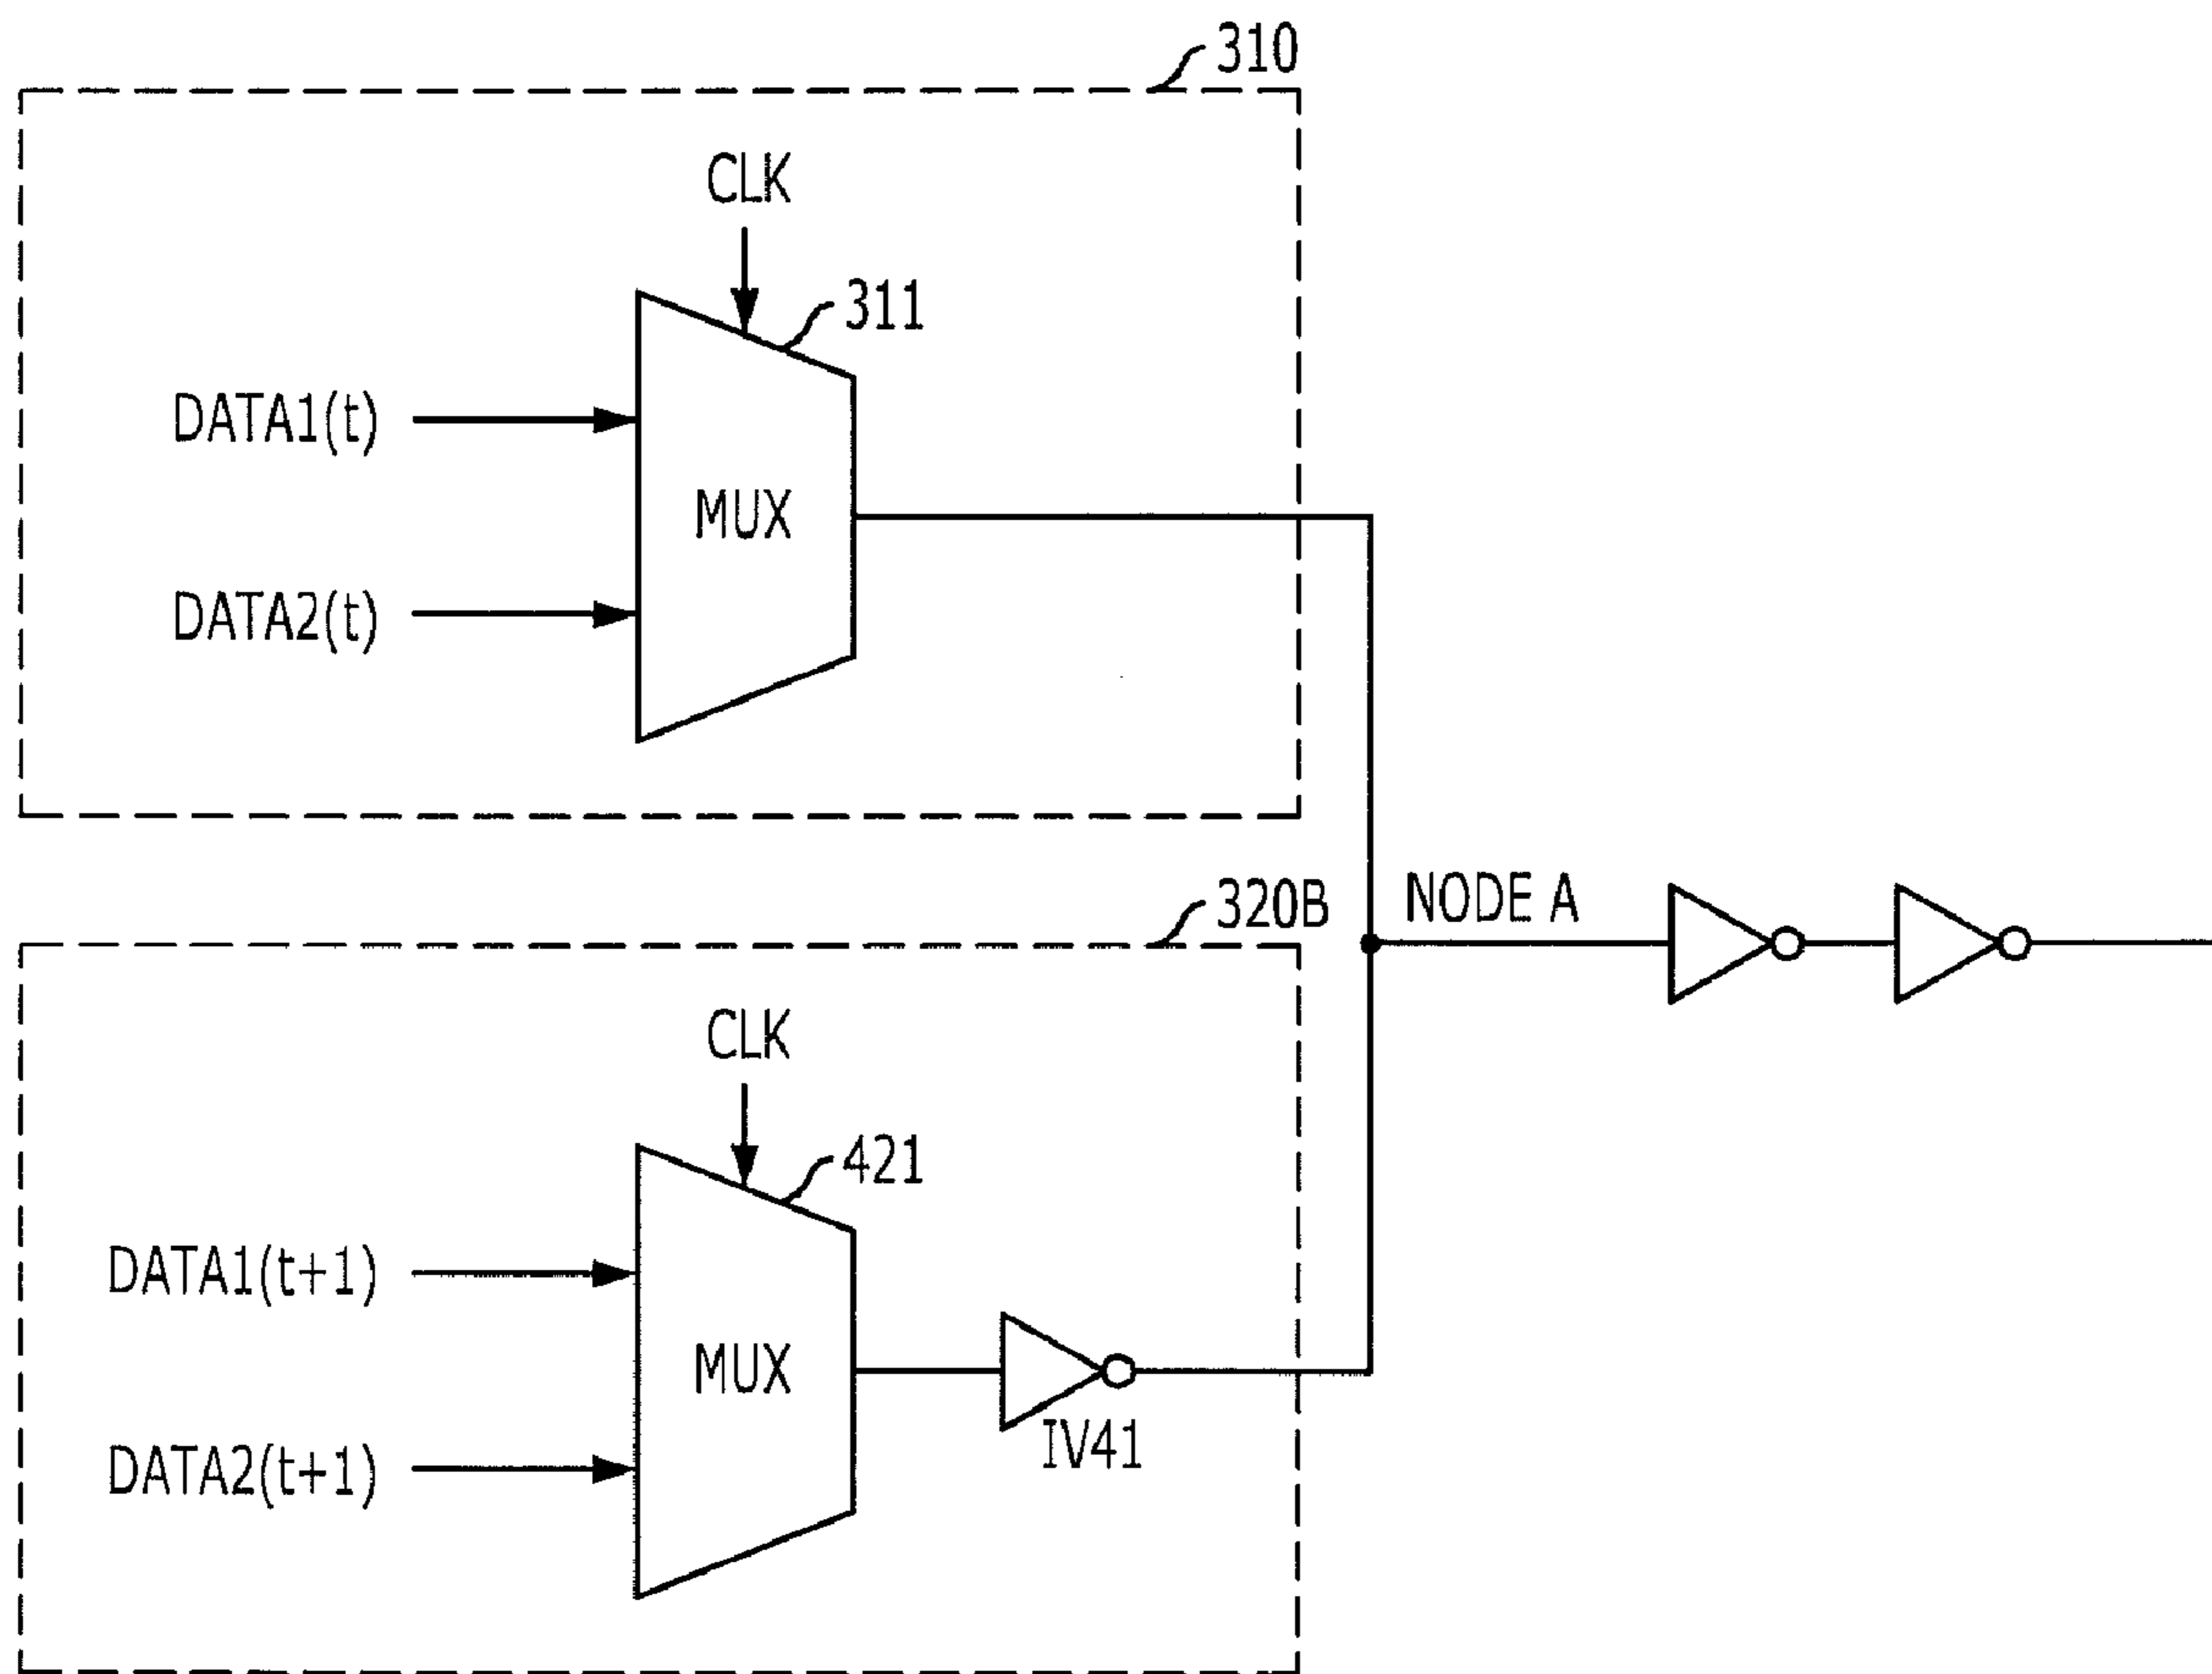 310
CLK
311
DATA1(t)
MUX
DATA2(t)
320B
NODE A
CLK
421
DATA1(t+1)
MUX
IV41
DATA2(t+1)